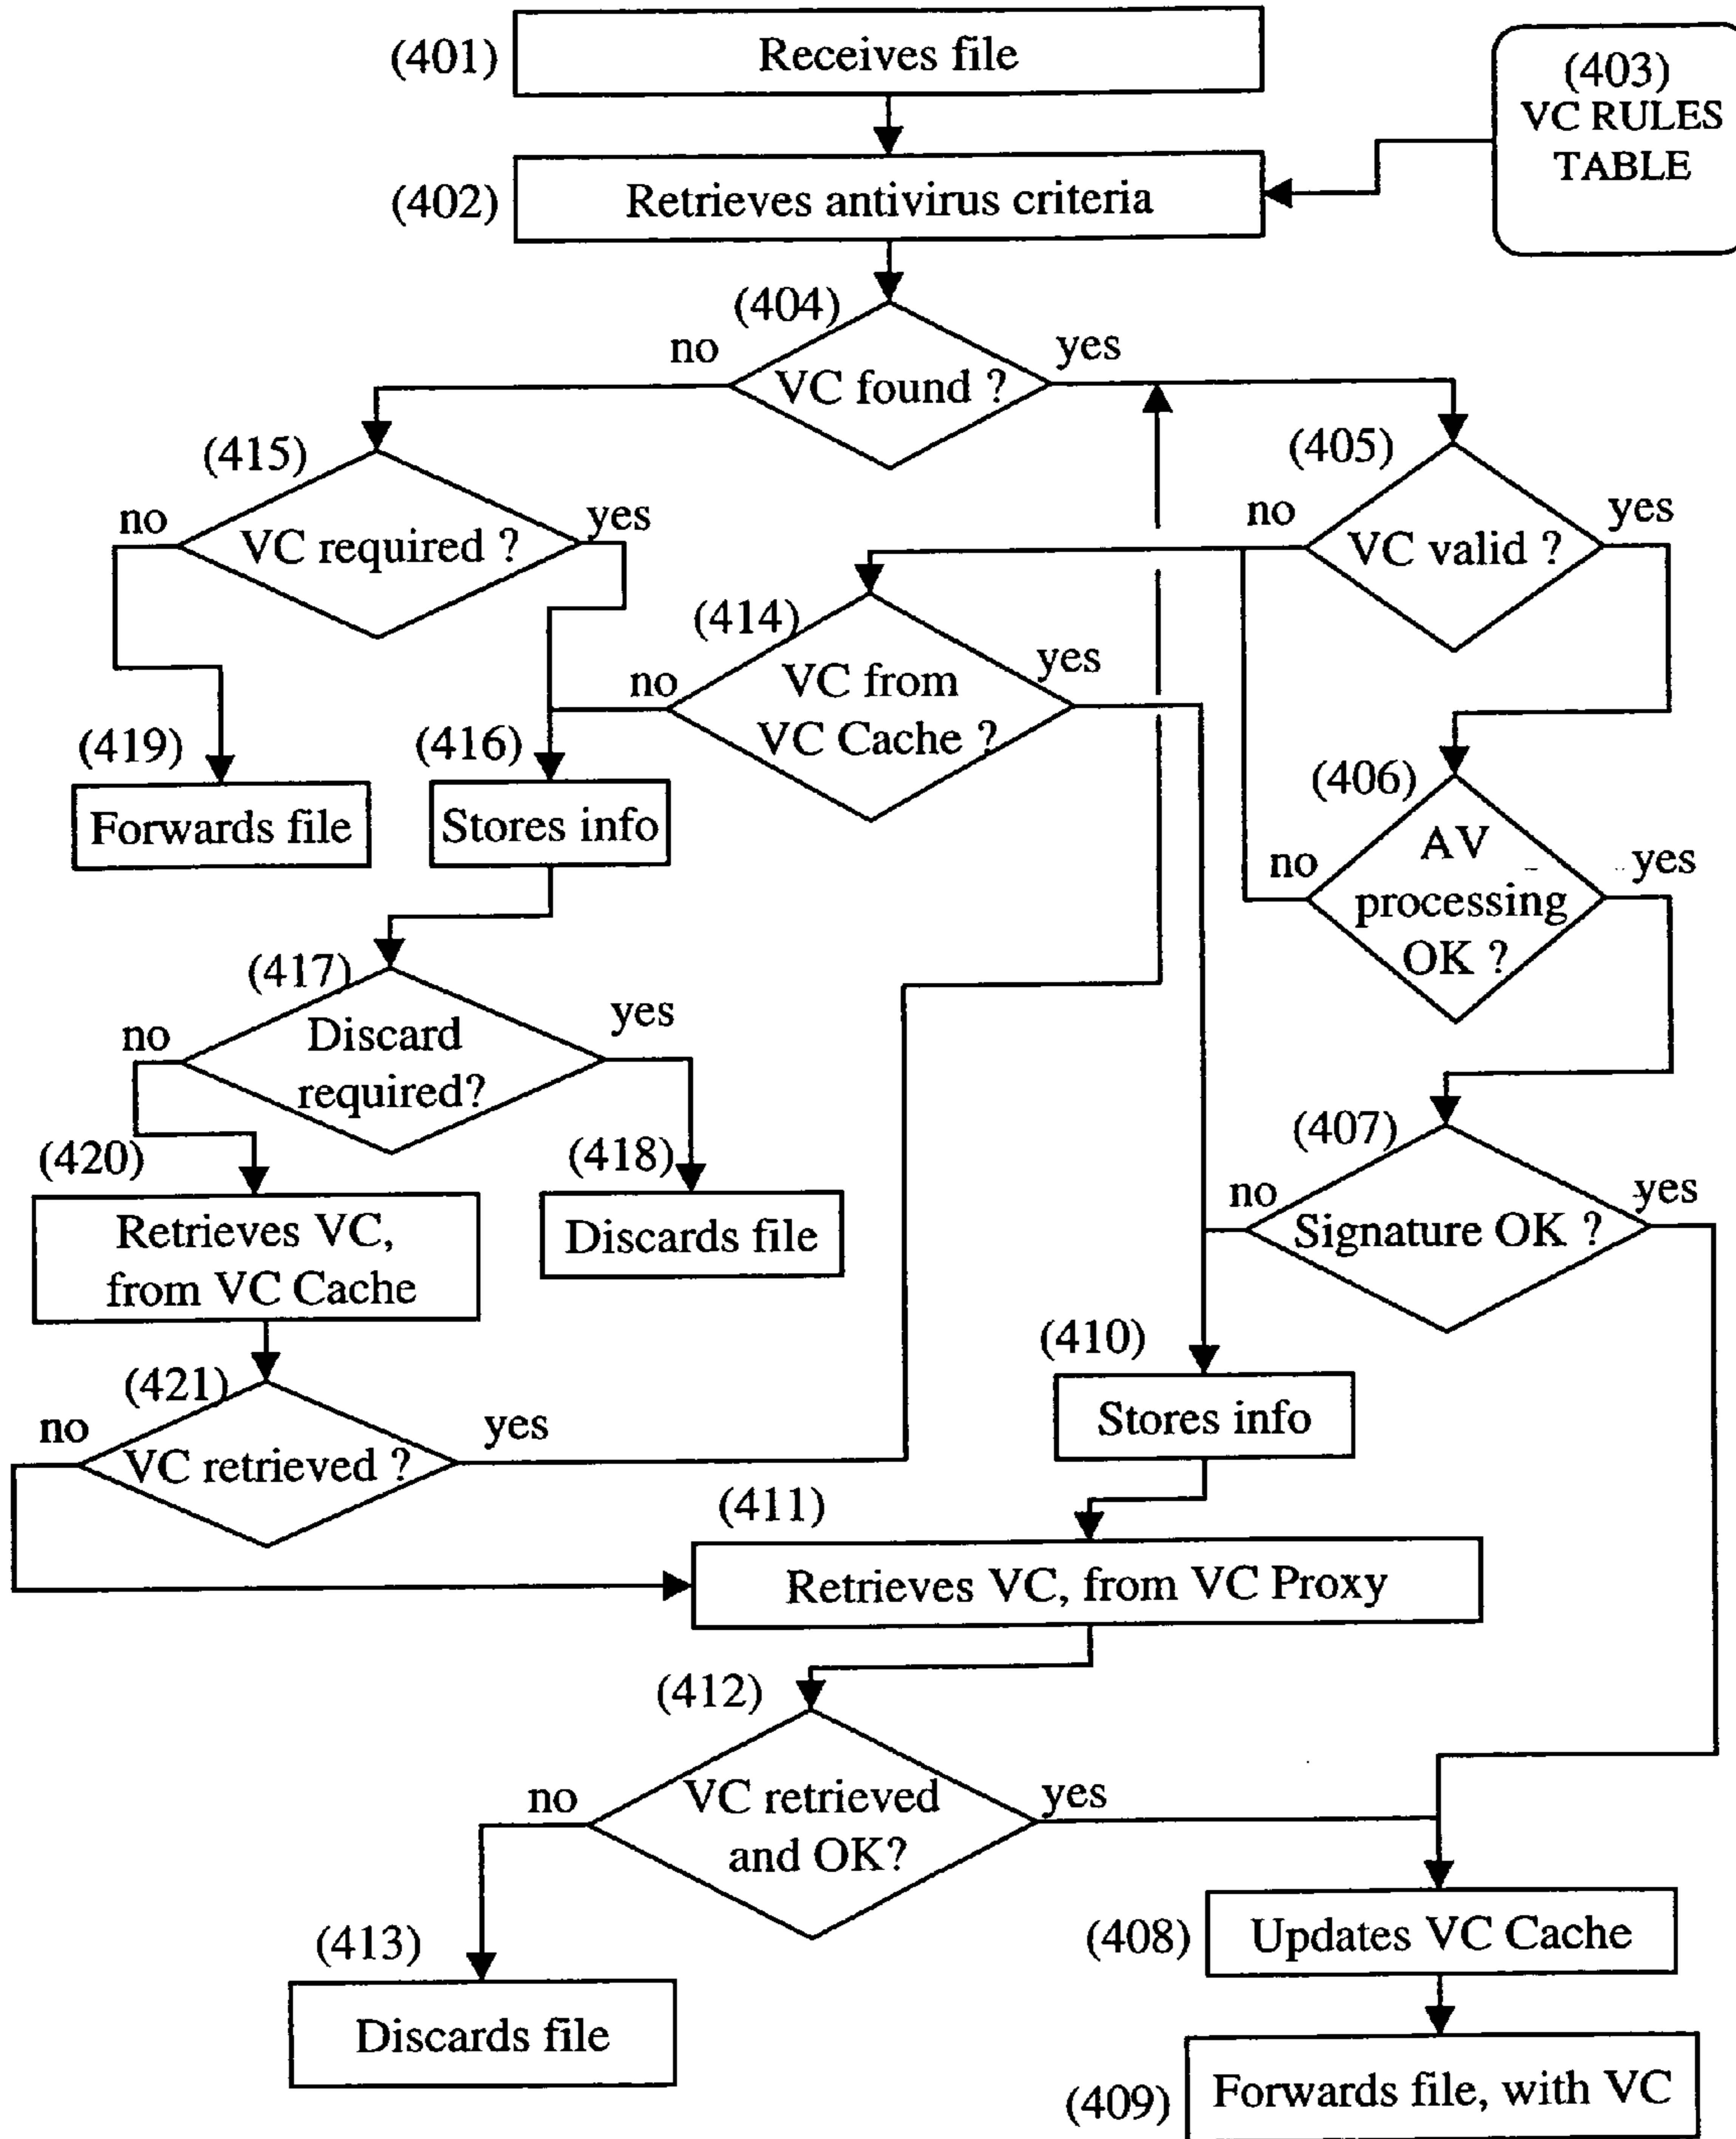 (401)
Receives file
(403)
VC RULES
TABLE
(402)
Retrieves antivirus criteria
(404)
no
yes
VC found ?
(415)
(405)
no
yes
VC required ?
no
yes
VC valid ?
(414)
no
yes
VC from
VC Cache ?
(419)
(416)
(406)
Forwards file
Stores info
no
yes
AV
processing
OK ?
(417)
no
yes
Discard
required?
(420)
(418)
(407)
Retrieves VC,
from VC Cache
Discards file
no
yes
Signature OK ?
(410)
(421)
no
yes
VC retrieved ?
Stores info
(411)
Retrieves VC, from VC Proxy
(412)
no
yes
VC retrieved
and OK?
(413)
(408)
Updates VC Cache
Discards file
(409)
Forwards file, with VC